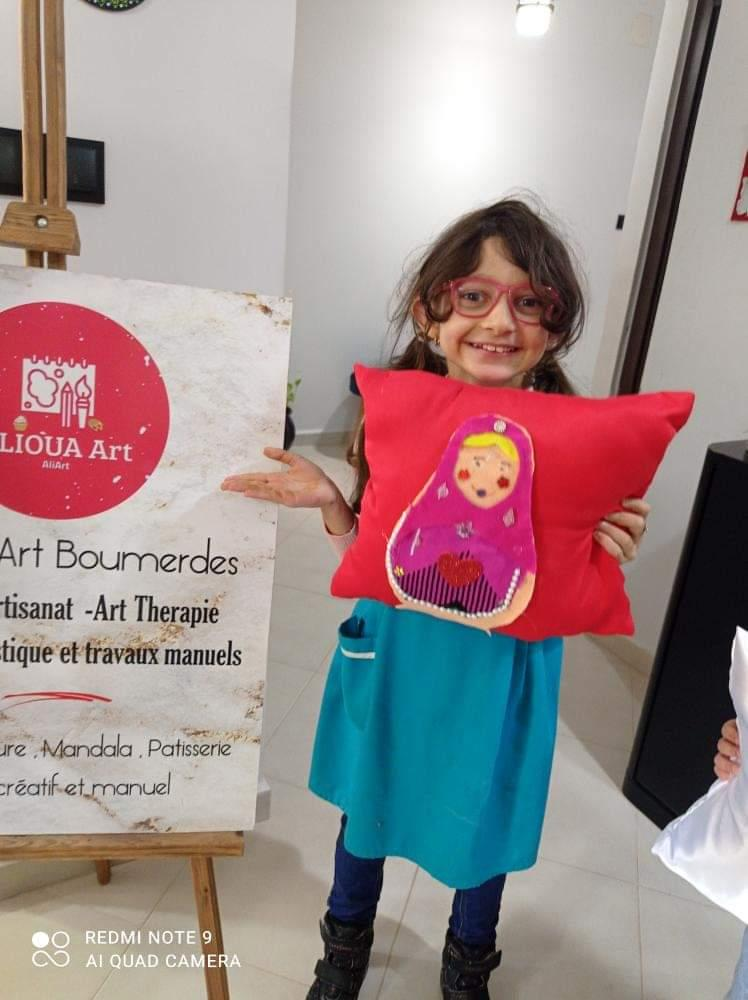 LIOUA Art
AliArt
Art Boumerdes
rtisanat -Art Therapie
stique et travaux manuels
ure , Mandala , Patisserie
créatif et manuel
REDMI NOTE 9
AI QUAD CAMERA